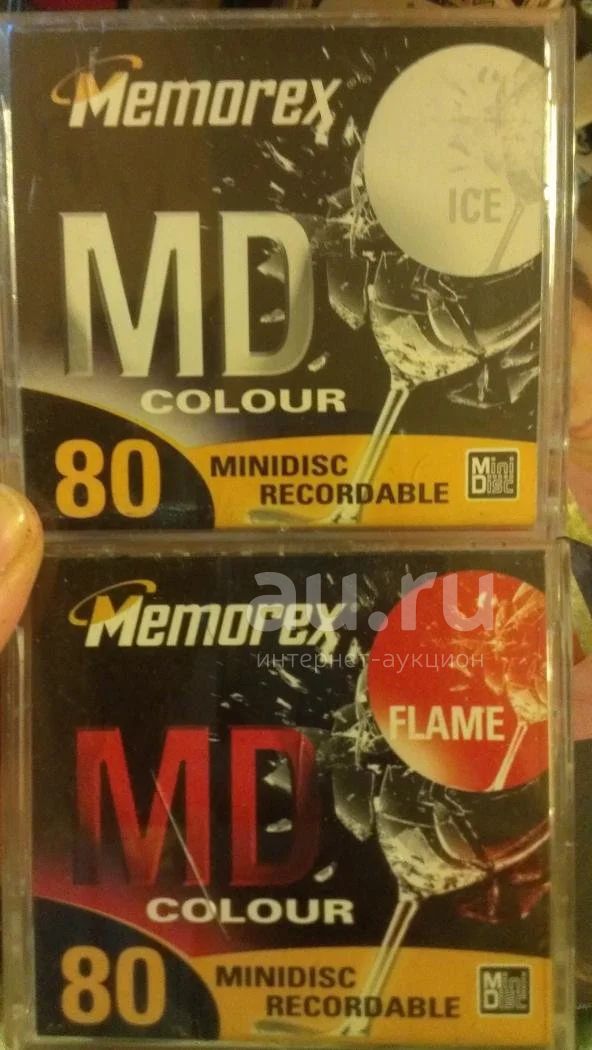 Memorex
ICE
MD
COLOUR
80
MINIDISC
RECORDABLE
Mini
Disc
au.ru
интернет-аукцион
Memorex
FLAME
MD
COLOUR
80
MINIDISC
RECORDABLE
Mini
Disc